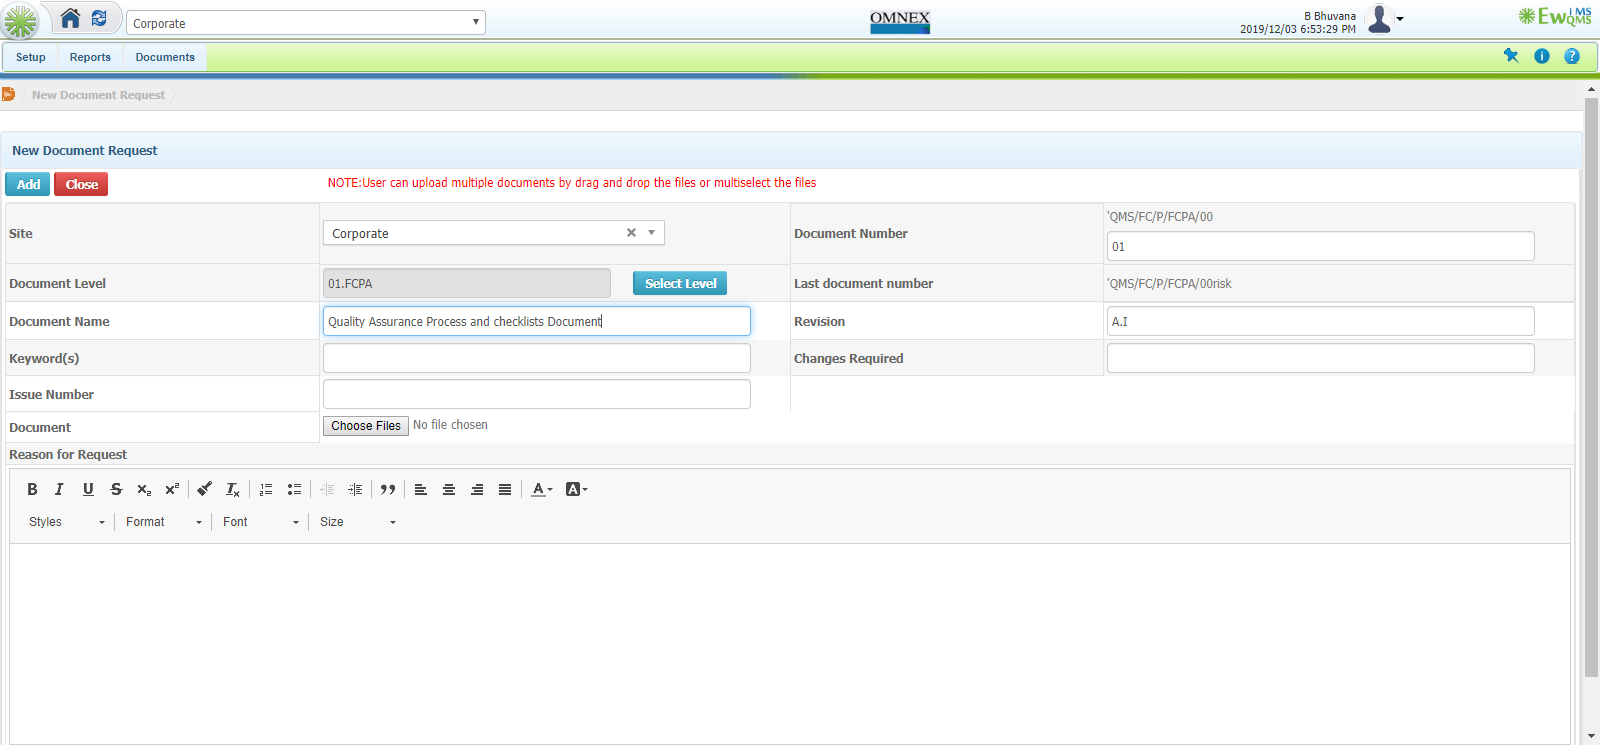 Corporate
OMNEX
B Bhuvana
2019/12/03 6:53:29 PM
EwQIMS
Setup Reports Documents
New Document Request
New Document Request
Add Close NOTE:User can upload multiple documents by drag and drop the files or multiselect the files
Site Corporate Document Number 'QMS/FC/P/FCPA/00
01
Document Level 01.FCPA Select Level Last document number 'QMS/FC/P/FCPA/00risk
Document Name Quality Assurance Process and checklists Document Revision A.I
Keyword(s) Changes Required
Issue Number
Document Choose Files No file chosen
Reason for Request
B I U S x₂ x² Tx
Styles Format Font Size